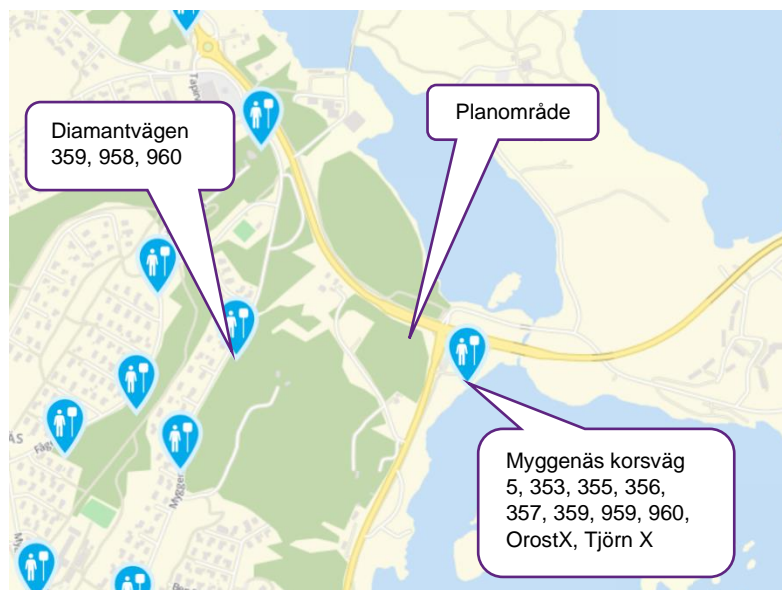 Diamantvägen
359, 958, 960
Planområde
Myggenäs korsväg
5, 353, 355, 356,
357, 359, 959, 960,
OrostX, Tjörn X